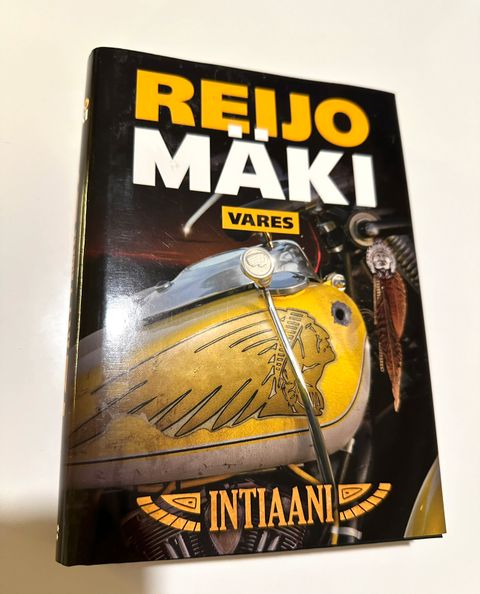 REIJO
MÄKI
VARES
INTIAANI